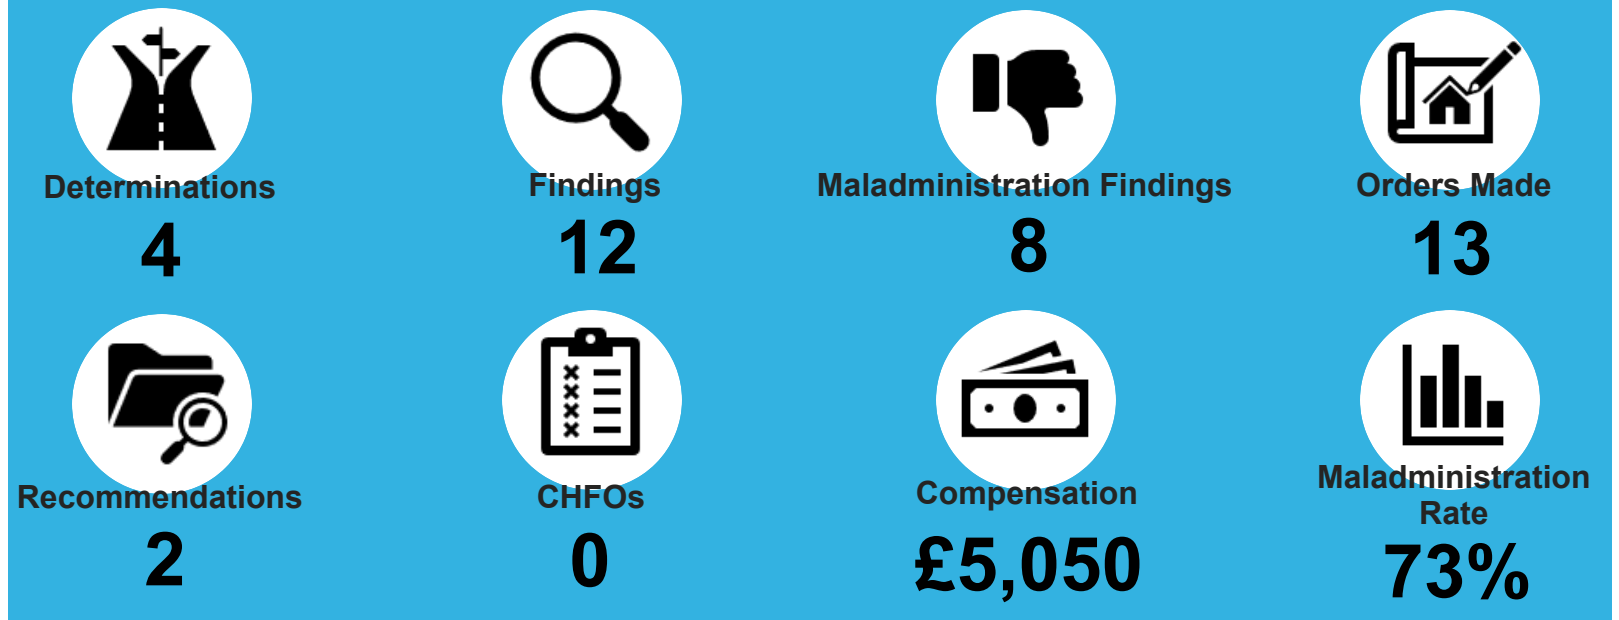 Determinations
4
Findings
12
Maladministration Findings
8
Orders Made
13
Recommendations
2
CHFOs
0
Compensation
£5,050
Maladministration
Rate
73%